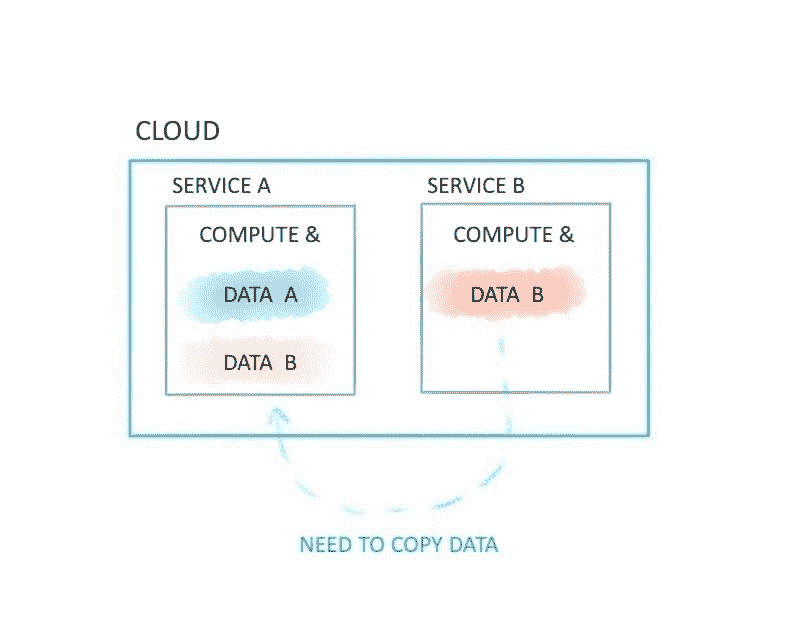 CLOUD
SERVICE A
COMPUTE &
DATA A
DATA B
SERVICE B
COMPUTE &
DATA B
NEED TO COPY DATA